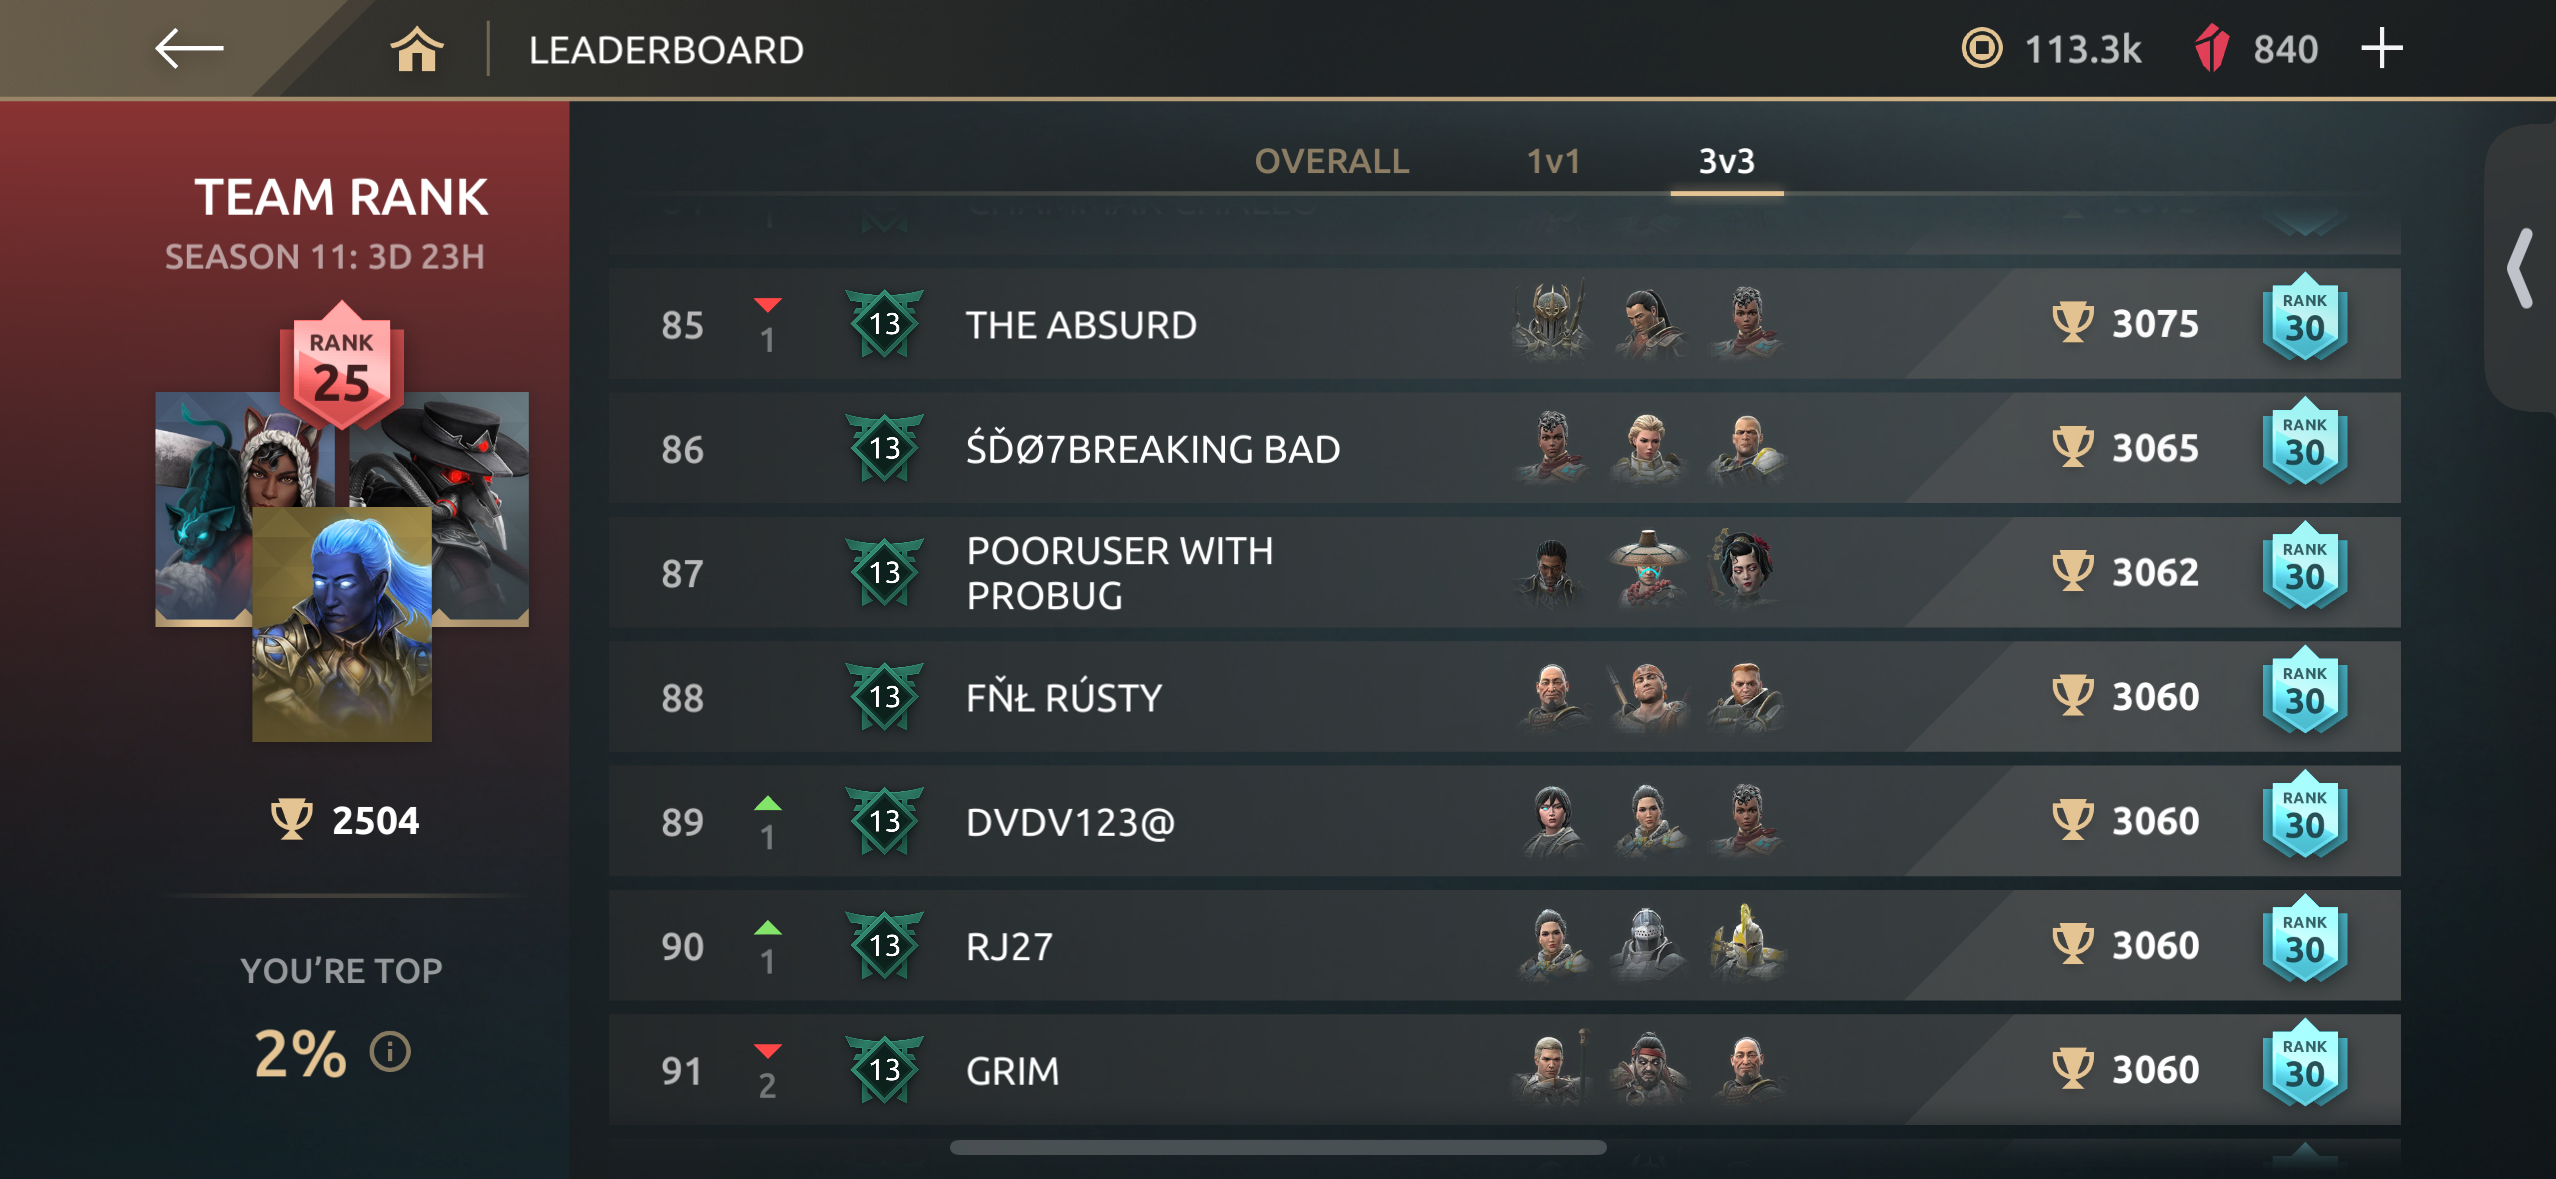 LEADERBOARD
113.3k
840
TEAM RANK
SEASON 11: 3D 23H
RANK
25
2504
YOU'RE TOP
2%
OVERALL
1v1
3v3
85
1
13
THE ABSURD
3075
RANK
30
86
13
ŚĎØ7BREAKING BAD
3065
RANK
30
87
13
POORUSER WITH
PROBUG
3062
RANK
30
88
13
FŇŁ RÚSTY
3060
RANK
30
89
1
13
DVDV123@
3060
RANK
30
90
1
13
RJ27
3060
RANK
30
91
2
13
GRIM
3060
RANK
30